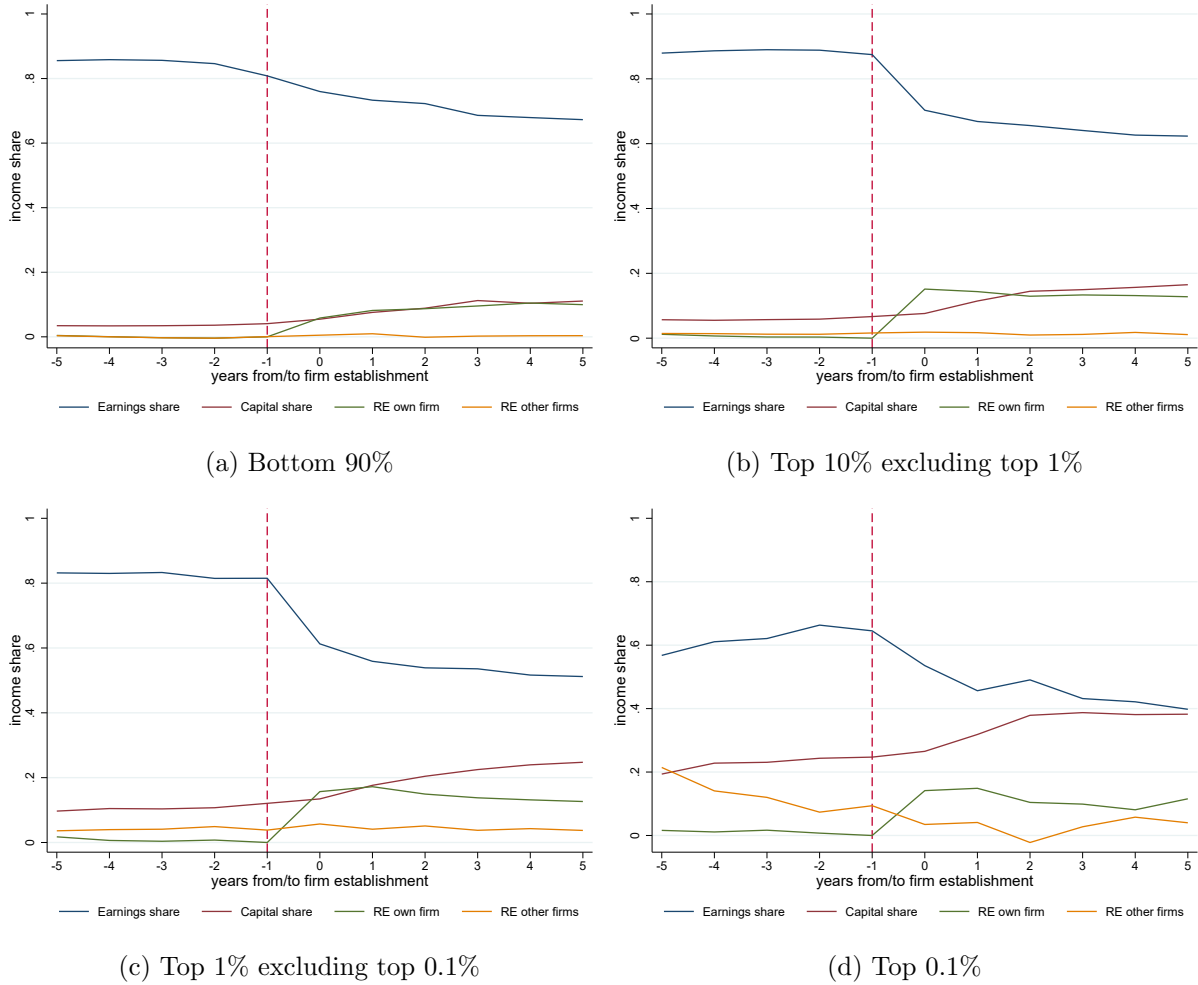 1
.8
.6
.4
.2
0
income share
-5 -4 -3 -2 -1 0 1 2 3 4 5
years from/to firm establishment
Earnings share Capital share RE own firm RE other firms
(a) Bottom 90%
1
.8
.6
.4
.2
0
income share
-5 -4 -3 -2 -1 0 1 2 3 4 5
years from/to firm establishment
Earnings share Capital share RE own firm RE other firms
(b) Top 10% excluding top 1%
1
.8
.6
.4
.2
0
income share
-5 -4 -3 -2 -1 0 1 2 3 4 5
years from/to firm establishment
Earnings share Capital share RE own firm RE other firms
(c) Top 1% excluding top 0.1%
1
.8
.6
.4
.2
0
income share
-5 -4 -3 -2 -1 0 1 2 3 4 5
years from/to firm establishment
Earnings share Capital share RE own firm RE other firms
(d) Top 0.1%